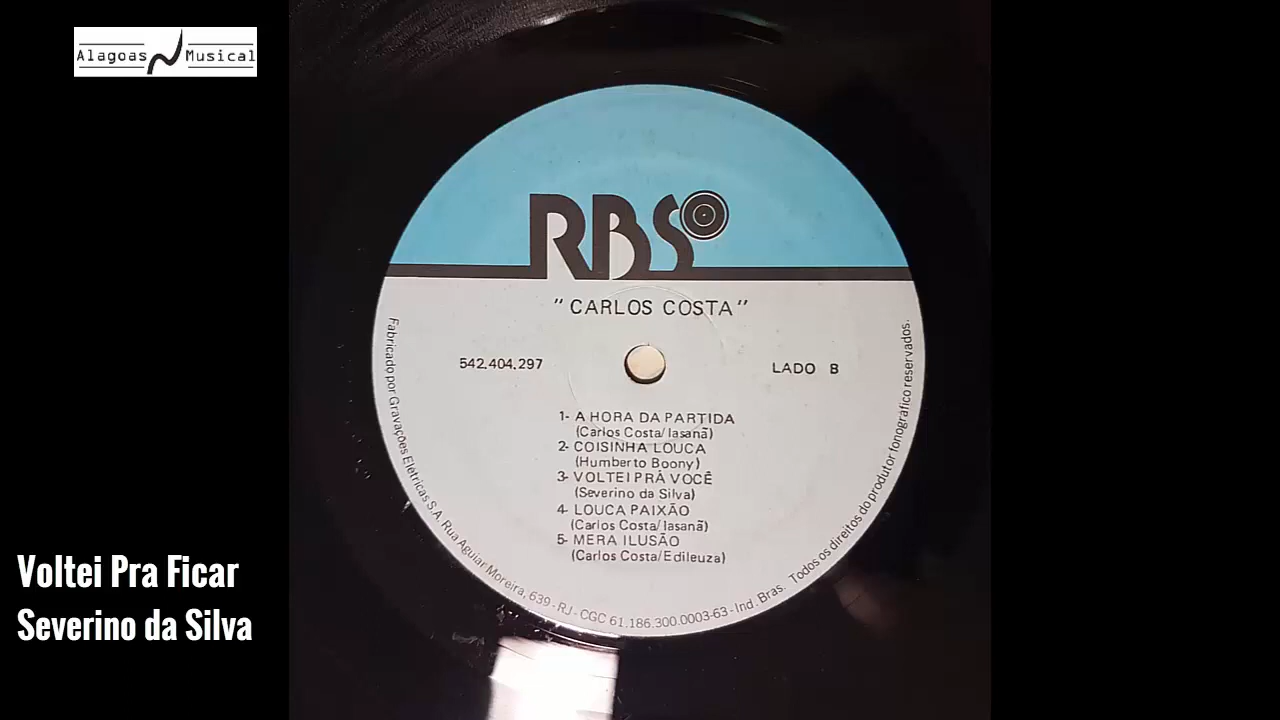 Alagoas Musical
RBS
"CARLOS COSTA"
542.404.297
LADO B
1- A HORA DA PARTIDA
(Carlos Costa/Iasanã)
2- COISINHA LOUCA
(Humberto Boony)
3- VOLTEI PRÁ VOCÊ
(Severino da Silva)
4- LOUCA PAIXÃO
(Carlos Costa/Iasanã)
5- MERA ILUSÃO
(Carlos Costa/Edileuza)
Fabricado por Gravações Eletricas S.A. Rua Aguiar Moreira, 639 - RJ - CGC 61.186.300.0003-63 - Ind. Bras. Todos os direitos do produtor fonográfico reservados.
Voltei Pra Ficar
Severino da Silva